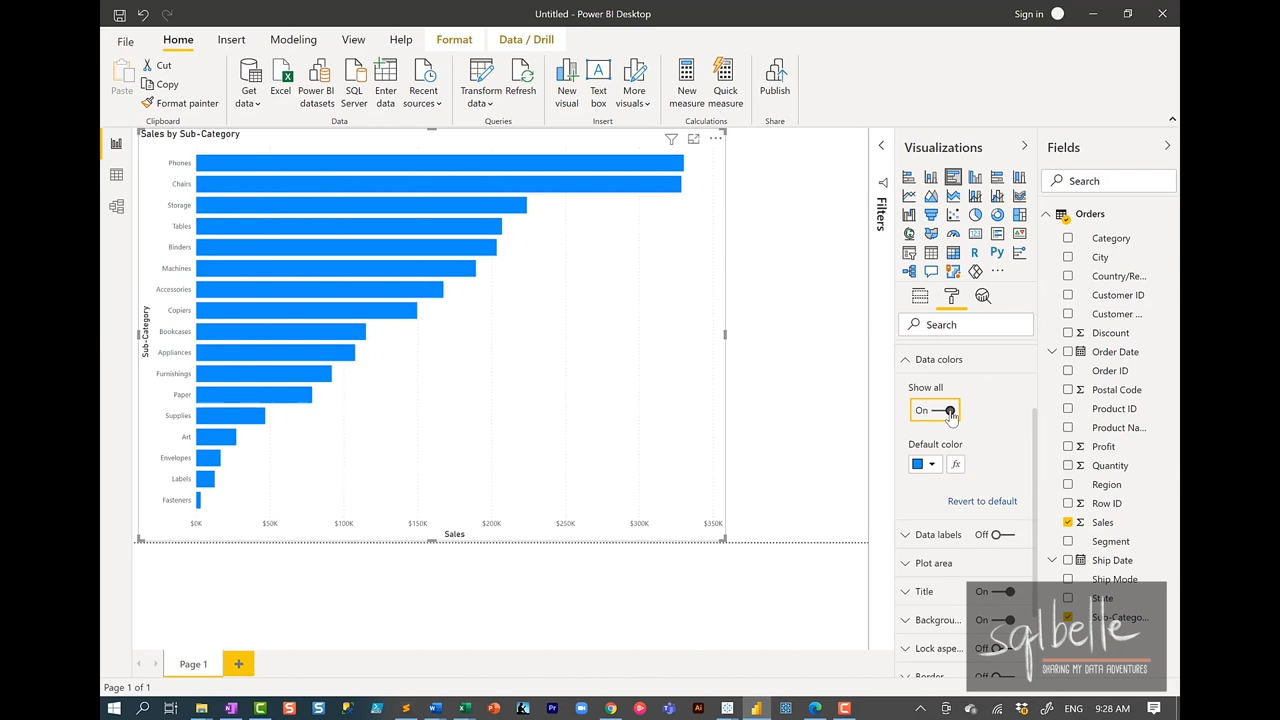 Untitled - Power BI Desktop
Sign in
File
Home
Insert
Modeling
View
Help
Format
Data / Drill
Paste
Cut
Copy
Format painter
Clipboard
Get data
Excel
Power BI datasets
SQL Server
Enter data
Recent sources
Data
Transform data
Refresh
Queries
New visual
Text box
More visuals
Insert
New measure
Quick measure
Calculations
Publish
Share
Sales by Sub-Category
Phones
Chairs
Storage
Tables
Binders
Machines
Accessories
Copiers
Bookcases
Appliances
Furnishings
Paper
Supplies
Art
Envelopes
Labels
Fasteners
Sub-Category
$0K
$50K
$100K
$150K
$200K
$250K
$300K
$350K
Sales
Filters
Visualizations
R
Py
Search
Data colors
Show all
On
Default color
fx
Revert to default
Data labels Off
Plot area
Title On
Backgrou... On
Lock aspe... Off
Border
Fields
Search
Orders
Category
City
Country/Re...
Customer ID
Customer ...
Discount
Order Date
Order ID
Postal Code
Product ID
Product Na...
Profit
Quantity
Region
Row ID
Sales
Segment
Ship Date
Ship Mode
State
Sub-Catego...
sqlbelle
SHARING MY DATA ADVENTURES
Page 1
Page 1 of 1
ENG
9:28 AM